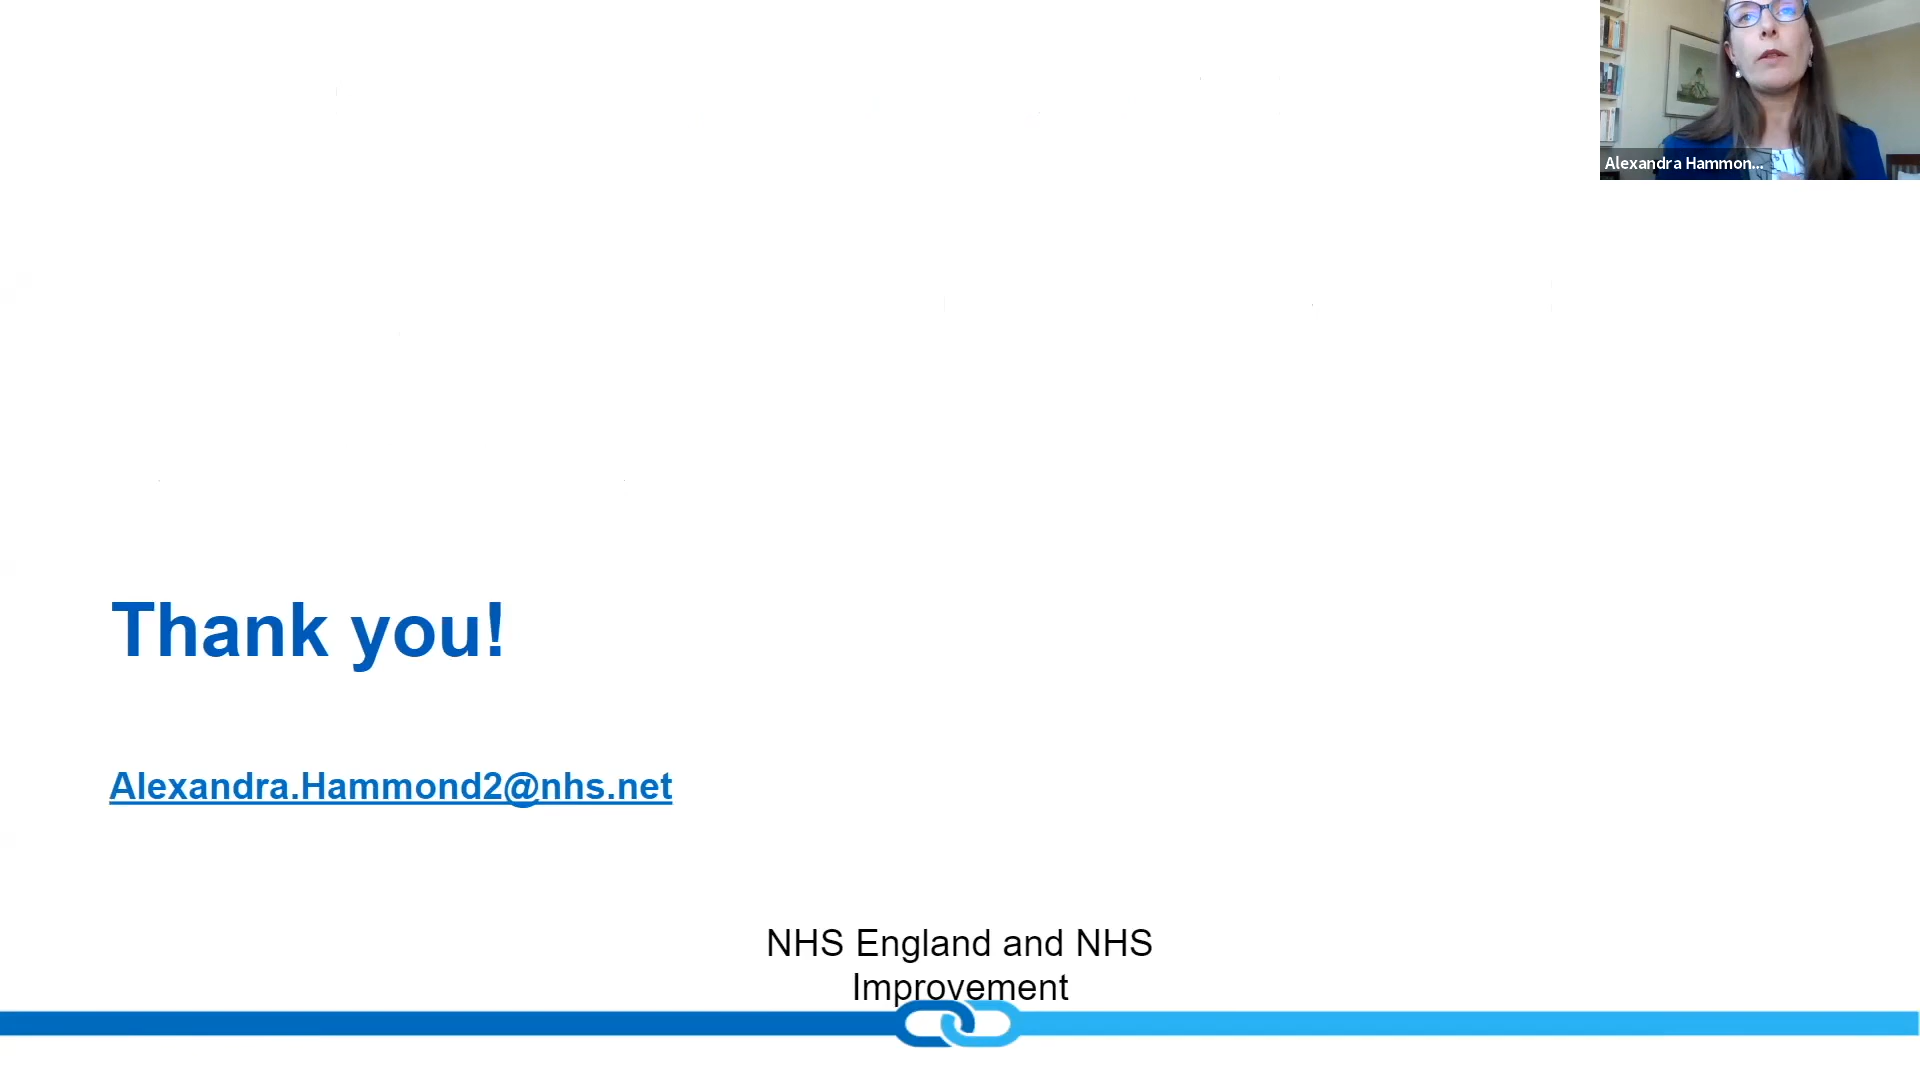 Alexandra Hammon...
Thank you!
Alexandra.Hammond2@nhs.net
NHS England and NHS
Improvement